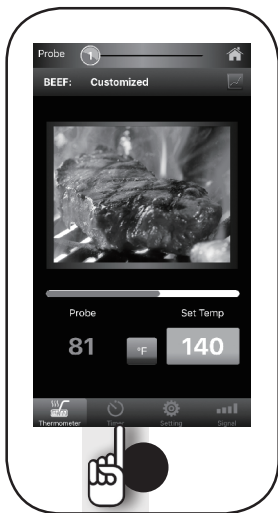 Probe 1
BEEF: Customized
Probe Set Temp
81 °F 140
Thermometer Timer Setting Signal